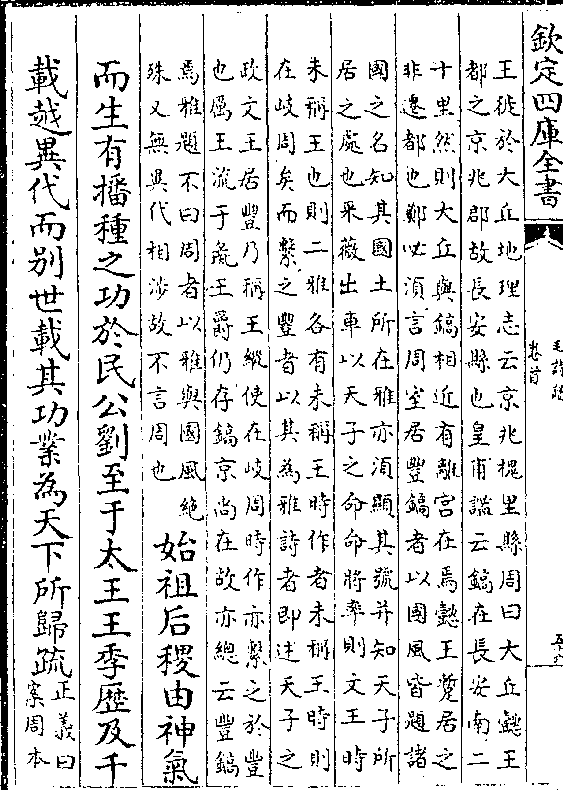 欽定四庫全書
毛詩疏
卷首
王徙於犬丘地理志云京兆槐里縣周曰犬丘懿王
都之京兆郡故長安縣也皇甫謐云鎬在長安南二
十里然則犬丘與鎬相近有離宮在焉懿王蹔居之
非遷都也鄭必須言周室居豐鎬者以國風皆題諸
國之名知其國土所在雅亦須顯其號并知天子所
居之處也采薇出車以天子之命命將率則文王時
未稱王也則二雅各有未稱王時作者未稱王時則
在岐周矣而繫之豐者以其為雅詩者即述天子之
政文王居豐乃稱王縱使在岐周時作亦繫之於豐
也厲王流于彘王爵仍存鎬京尚在故亦總云豐鎬
焉雅題不曰周者以雅與國風絶
殊又無異代相渉故不言周也
始祖后稷由神氣
而生有播種之功於民公劉至于太王王季歷及千
載越異代而别世載其功業為天下所歸疏
正義曰
案周本